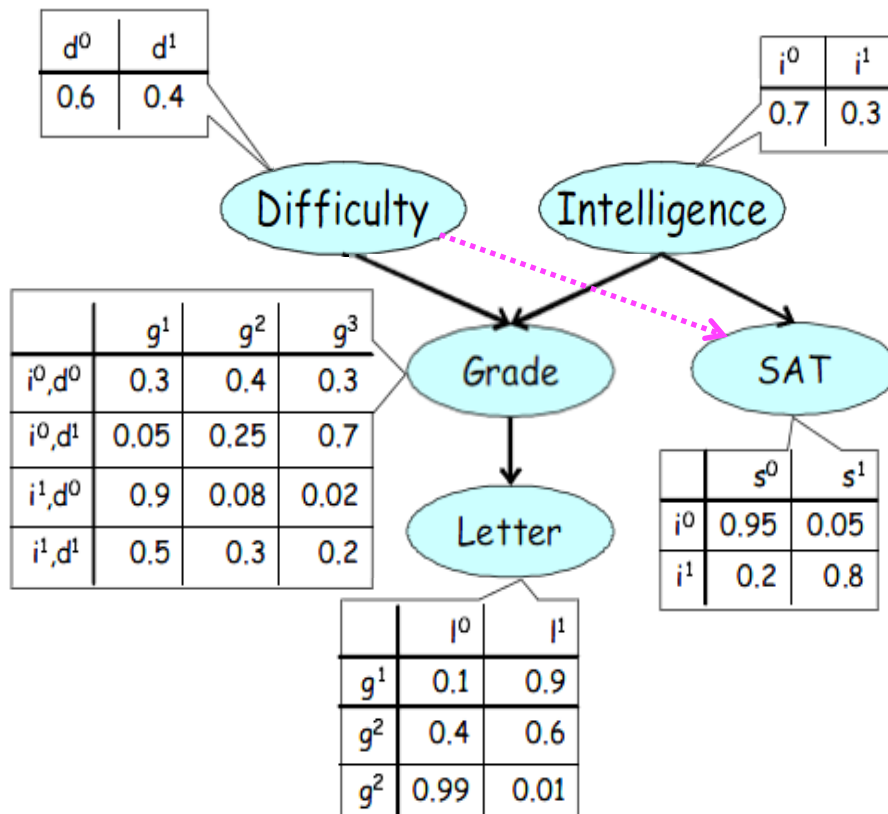 d⁰ d¹
0.6 0.4
i⁰ i¹
0.7 0.3
Difficulty
Intelligence
g¹ g² g³
i⁰,d⁰ 0.3 0.4 0.3
i⁰,d¹ 0.05 0.25 0.7
i¹,d⁰ 0.9 0.08 0.02
i¹,d¹ 0.5 0.3 0.2
Grade
SAT
s⁰ s¹
i⁰ 0.95 0.05
i¹ 0.2 0.8
Letter
l⁰ l¹
g¹ 0.1 0.9
g² 0.4 0.6
g² 0.99 0.01